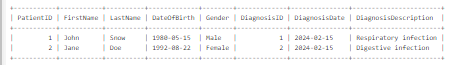 | PatientID | FirstName | LastName | DateOfBirth | Gender | DiagnosisID | DiagnosisDate | DiagnosisDescription |
| 1 | John | Snow | 1980-05-15 | Male | 1 | 2024-02-15 | Respiratory infection |
| 2 | Jane | Doe | 1992-08-22 | Female | 2 | 2024-02-15 | Digestive infection |